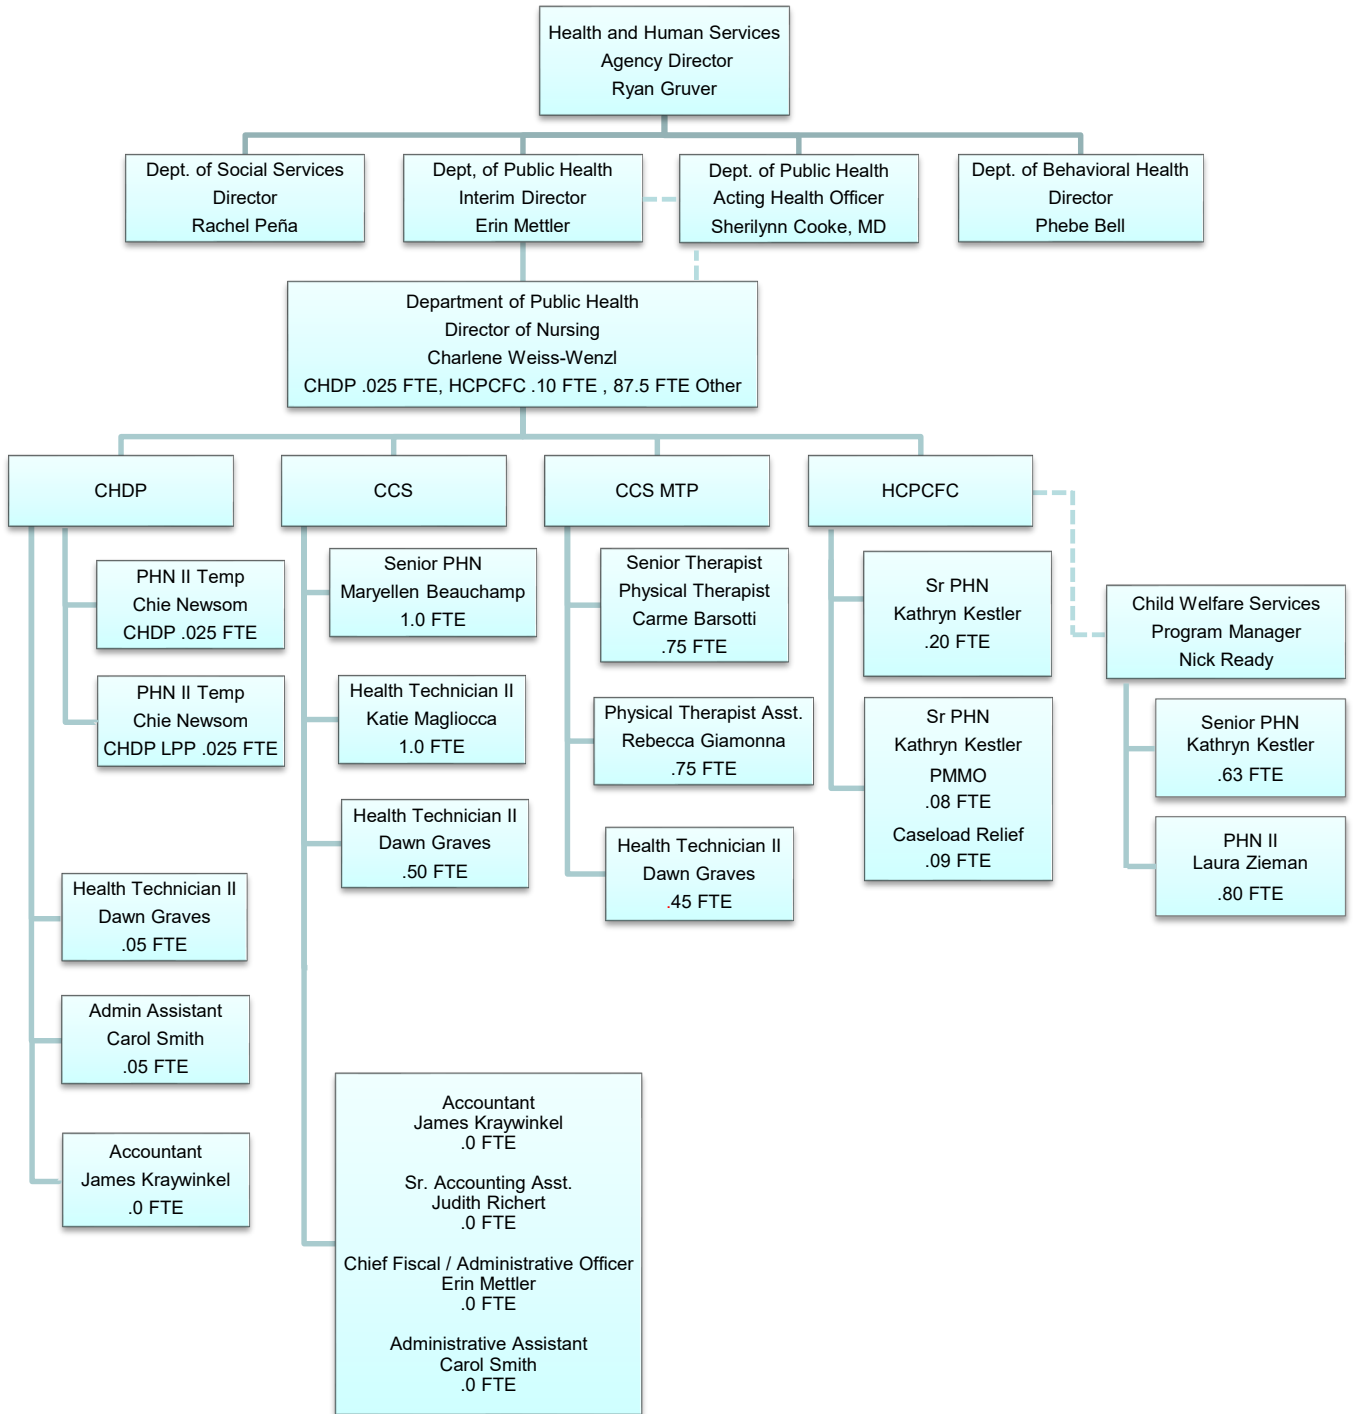 Health and Human Services
Agency Director
Ryan Gruver
Dept. of Social Services
Director
Rachel Peña
Dept, of Public Health
Interim Director
Erin Mettler
Dept. of Public Health
Acting Health Officer
Sherilynn Cooke, MD
Dept. of Behavioral Health
Director
Phebe Bell
Department of Public Health
Director of Nursing
Charlene Weiss-Wenzl
CHDP .025 FTE, HCPCFC .10 FTE , 87.5 FTE Other
CHDP
CCS
CCS MTP
HCPCFC
PHN II Temp
Chie Newsom
CHDP .025 FTE
PHN II Temp
Chie Newsom
CHDP LPP .025 FTE
Health Technician II
Dawn Graves
.05 FTE
Admin Assistant
Carol Smith
.05 FTE
Accountant
James Kraywinkel
.0 FTE
Senior PHN
Maryellen Beauchamp
1.0 FTE
Health Technician II
Katie Magliocca
1.0 FTE
Health Technician II
Dawn Graves
.50 FTE
Accountant
James Kraywinkel
.0 FTE
Sr. Accounting Asst.
Judith Richert
.0 FTE
Chief Fiscal / Administrative Officer
Erin Mettler
.0 FTE
Administrative Assistant
Carol Smith
.0 FTE
Senior Therapist
Physical Therapist
Carme Barsotti
.75 FTE
Physical Therapist Asst.
Rebecca Giamonna
.75 FTE
Health Technician II
Dawn Graves
.45 FTE
Sr PHN
Kathryn Kestler
.20 FTE
Sr PHN
Kathryn Kestler
PMMO
.08 FTE
Caseload Relief
.09 FTE
Child Welfare Services
Program Manager
Nick Ready
Senior PHN
Kathryn Kestler
.63 FTE
PHN II
Laura Zieman
.80 FTE